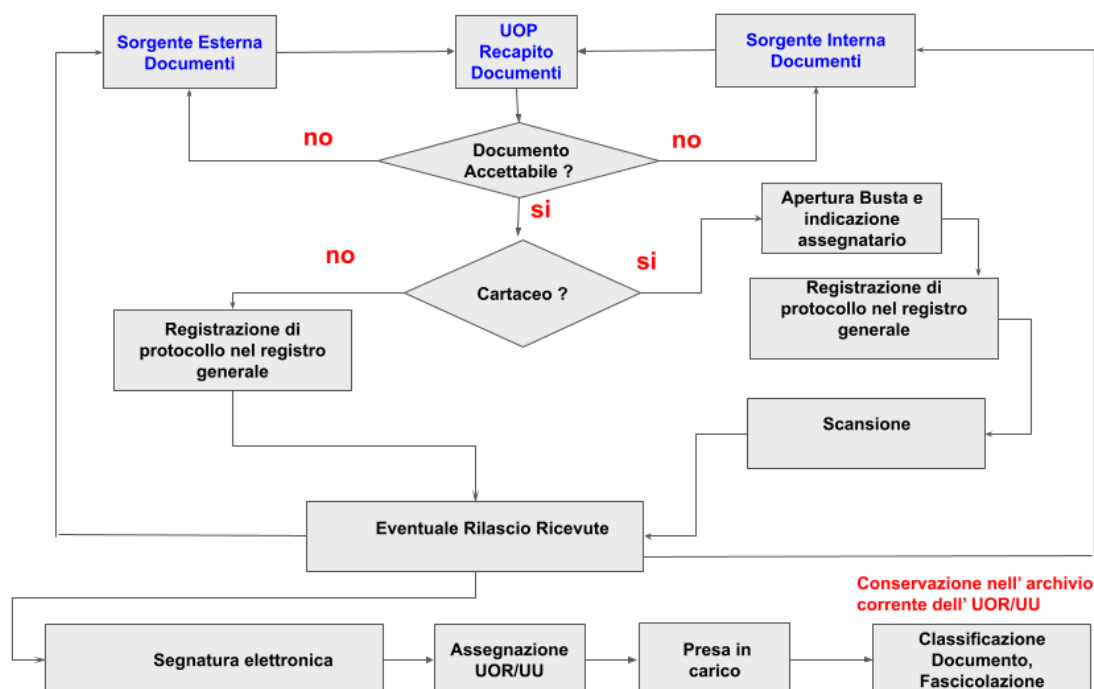 Sorgente Esterna
Documenti
UOP
Recapito
Documenti
Sorgente Interna
Documenti
no
Documento
Accettabile ?
no
si
Apertura Busta e
indicazione
assegnatario
no
Cartaceo ?
si
Registrazione di
protocollo nel registro
generale
Registrazione di
protocollo nel registro
generale
Scansione
Eventuale Rilascio Ricevute
Conservazione nell' archivio
corrente dell' UOR/UU
Segnatura elettronica
Assegnazione
UOR/UU
Presa in
carico
Classificazione
Documento,
Fascicolazione